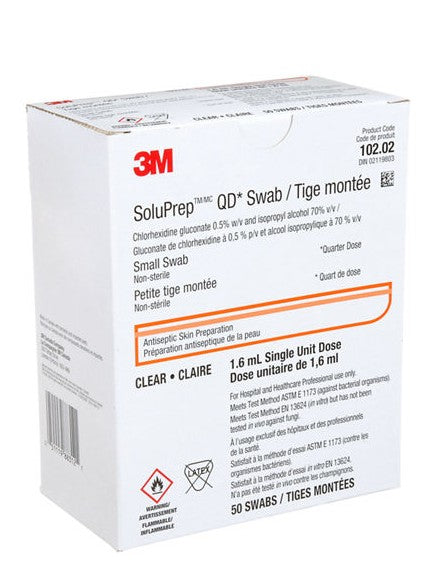 CLEAR • CLAIRE
50 SWABS / TIGES MONTÉES
3M
Product Code
Code de produit
102.02
DIN 02119803
SoluPrep™/MC QD* Swab / Tige montée
Chlorhexidine gluconate 0.5% w/v and isopropyl alcohol 70% v/v /
Gluconate de chlorhexidine à 0,5 % p/v et alcool isopropylique à 70 % v/v
Small Swab
Non-sterile
*Quarter Dose
Petite tige montée
Non-stérile
* Quart de dose
Antiseptic Skin Preparation
Préparation antiseptique de la peau
CLEAR • CLAIRE
1.6 mL Single Unit Dose
Dose unitaire de 1,6 ml
For Hospital and Healthcare Professional use only.
Meets Test Method ASTM E 1173 (against bacterial organisms).
Meets Test Method EN 13624 (in vitro) but has not been
tested in vivo against fungi.
À l'usage exclusif des hôpitaux et des professionnels
de la santé.
Satisfait à la méthode d'essai ASTM E 1173 (contre les
organismes bactériens).
Satisfait à la méthode d'essai EN 13624 in vitro.
N'a pas été testé in vivo contre les champignons.
LATEX
WARNING/
AVERTISSEMENT
FLAMMABLE/
INFLAMMABLE
50 SWABS / TIGES MONTÉES